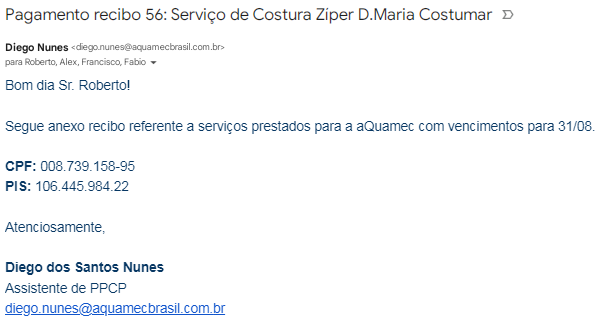 Pagamento recibo 56: Serviço de Costura Zíper D.Maria Costumar
Diego Nunes <diego.nunes@aquamecbrasil.com.br>
para Roberto, Alex, Francisco, Fabio
Bom dia Sr. Roberto!
Segue anexo recibo referente a serviços prestados para a aQuamec com vencimentos para 31/08.
CPF: 008.739.158-95
PIS: 106.445.984.22
Atenciosamente,
Diego dos Santos Nunes
Assistente de PPCP
diego.nunes@aquamecbrasil.com.br